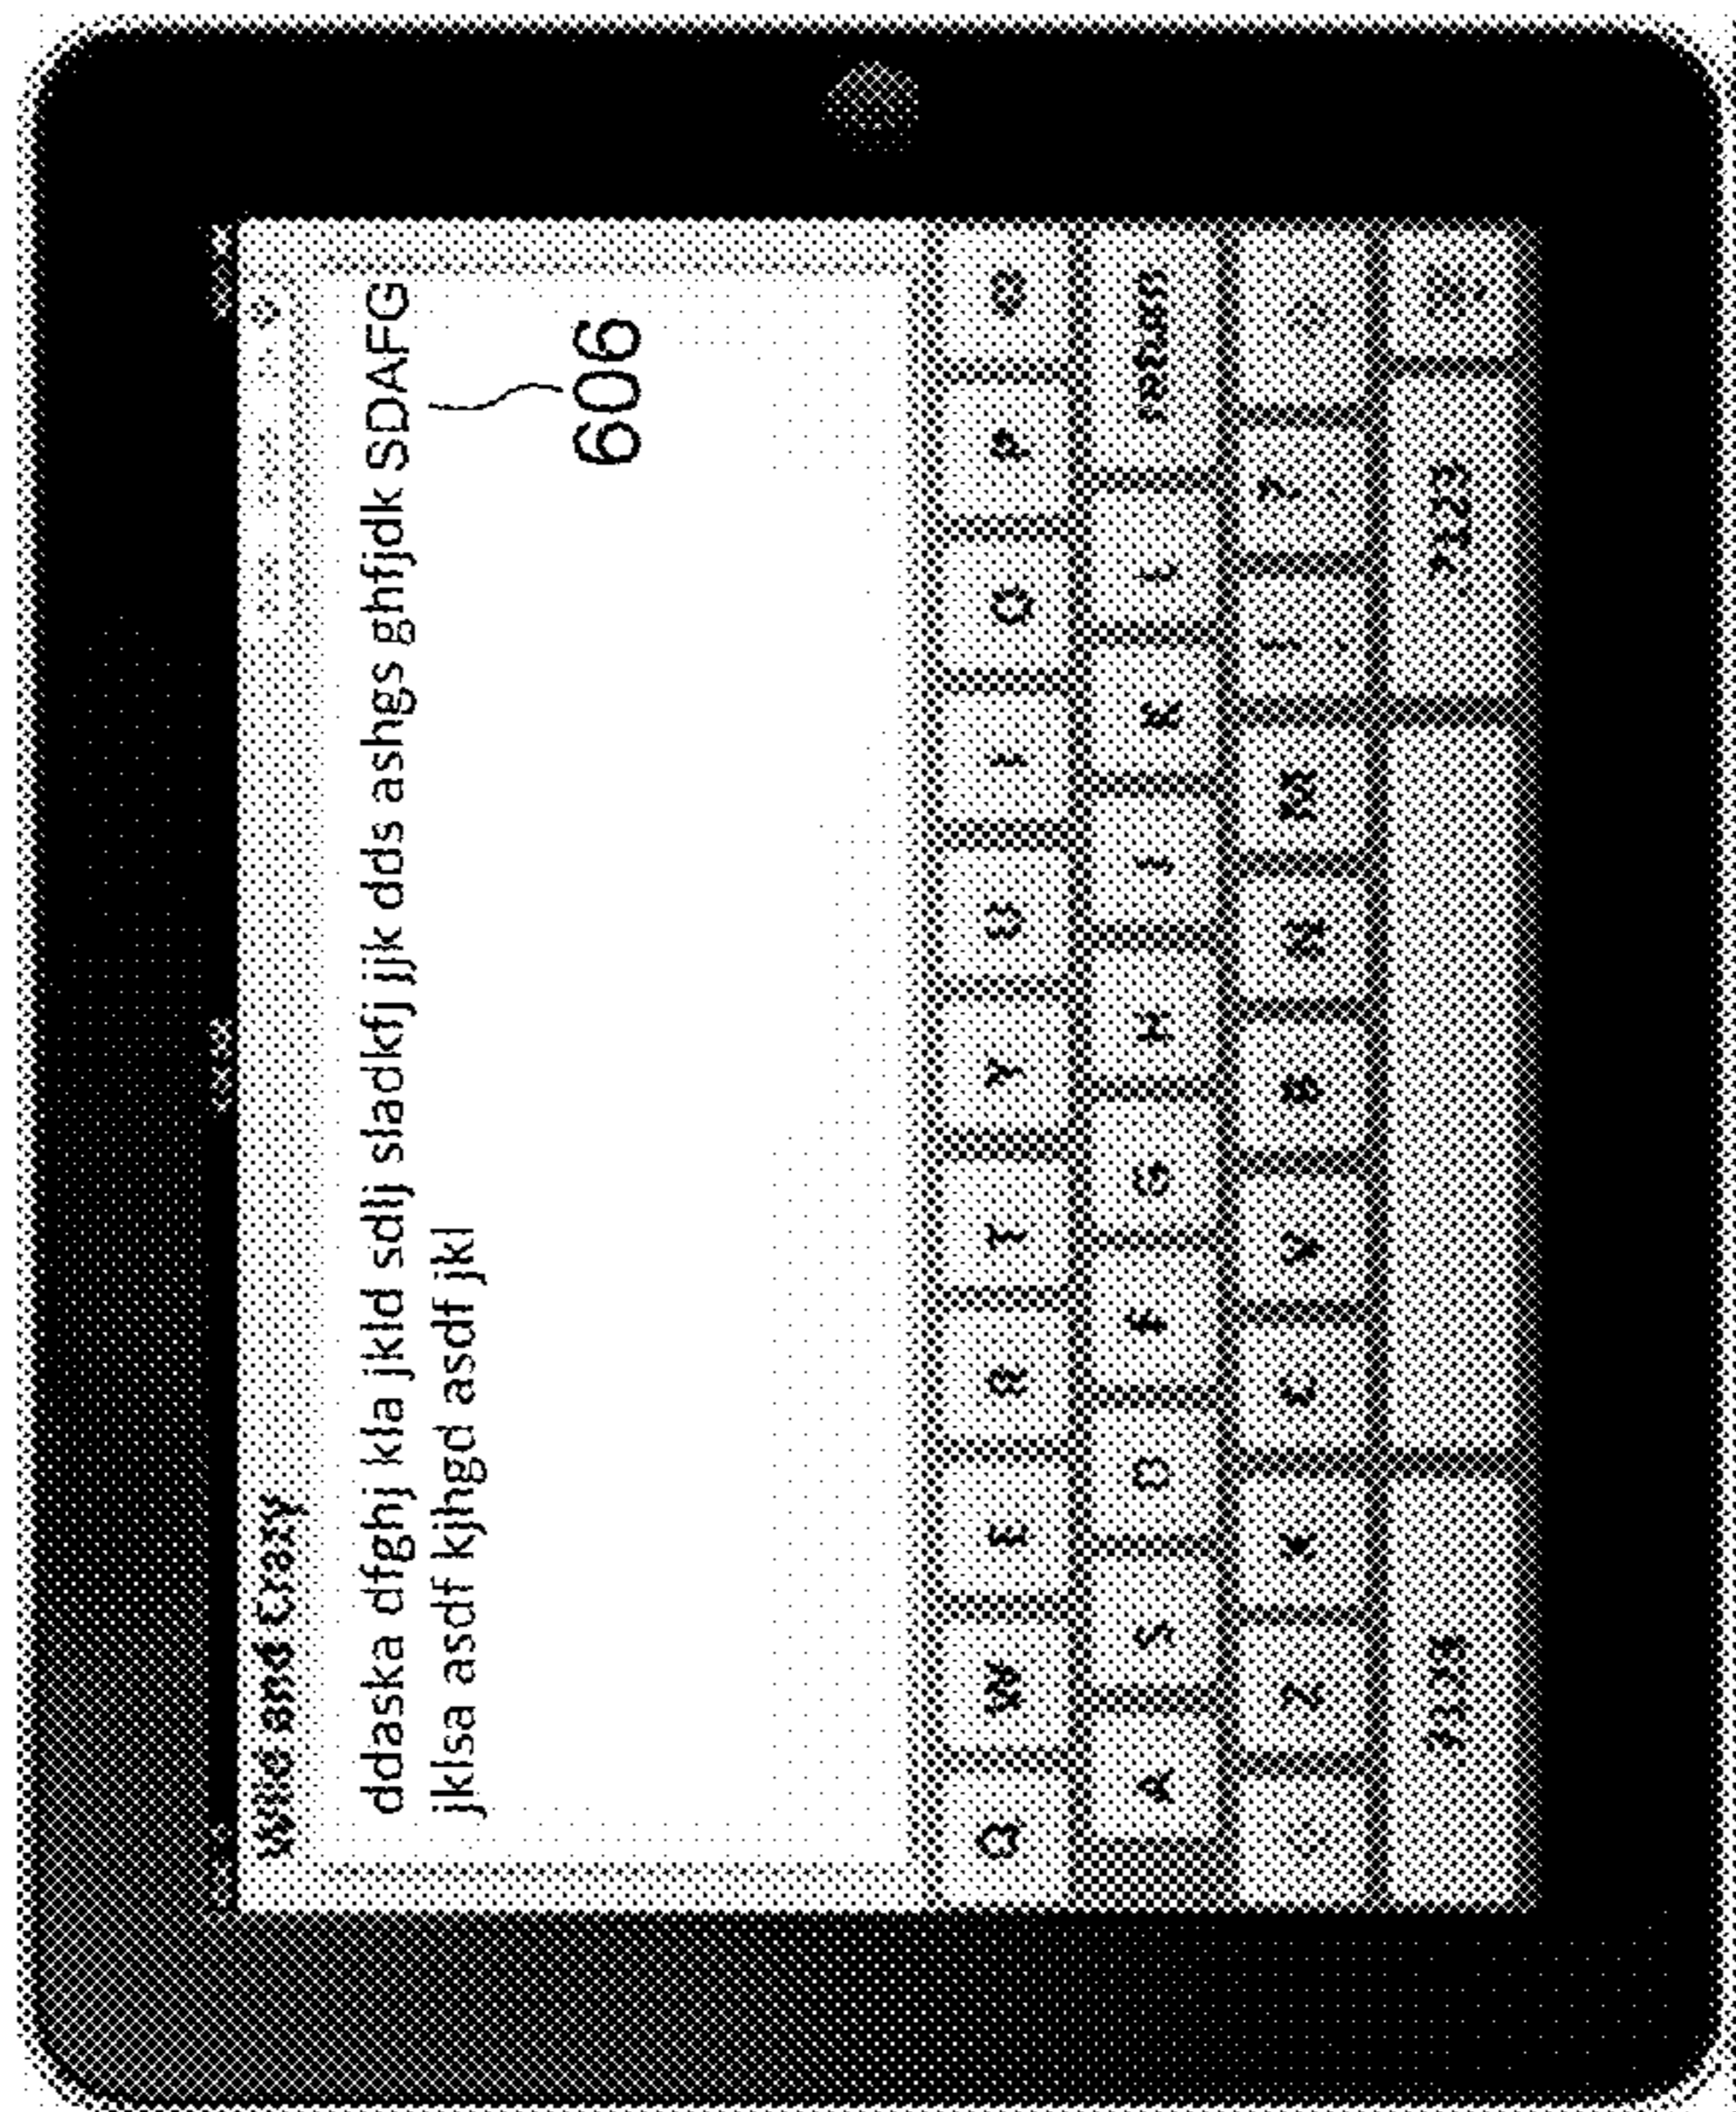 Wild and Crazy
ddaska dfghj kla jkld sdlj sladkfj jjk dds ashgs ghfjdk SDAFG
jklsa asdf kjhgd asdf jkl
606
Q W E R T Y U I O P
A S D F G H J K L return
Z X C V B N M ! ?
.?123 .?123